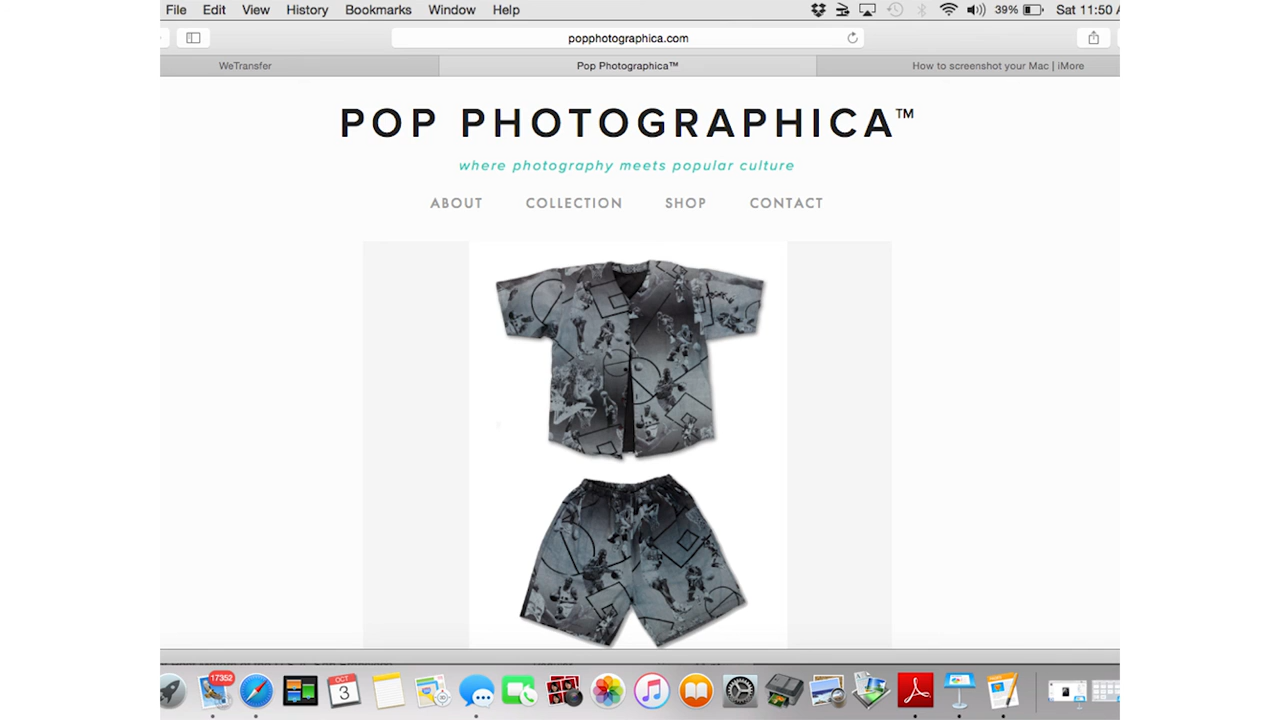 File Edit View History Bookmarks Window Help 39% Sat 11:50
popphotographica.com
WeTransfer Pop Photographica™ How to screenshot your Mac | iMore
POP PHOTOGRAPHICA™
where photography meets popular culture
ABOUT COLLECTION SHOP CONTACT
17352 OCT
3